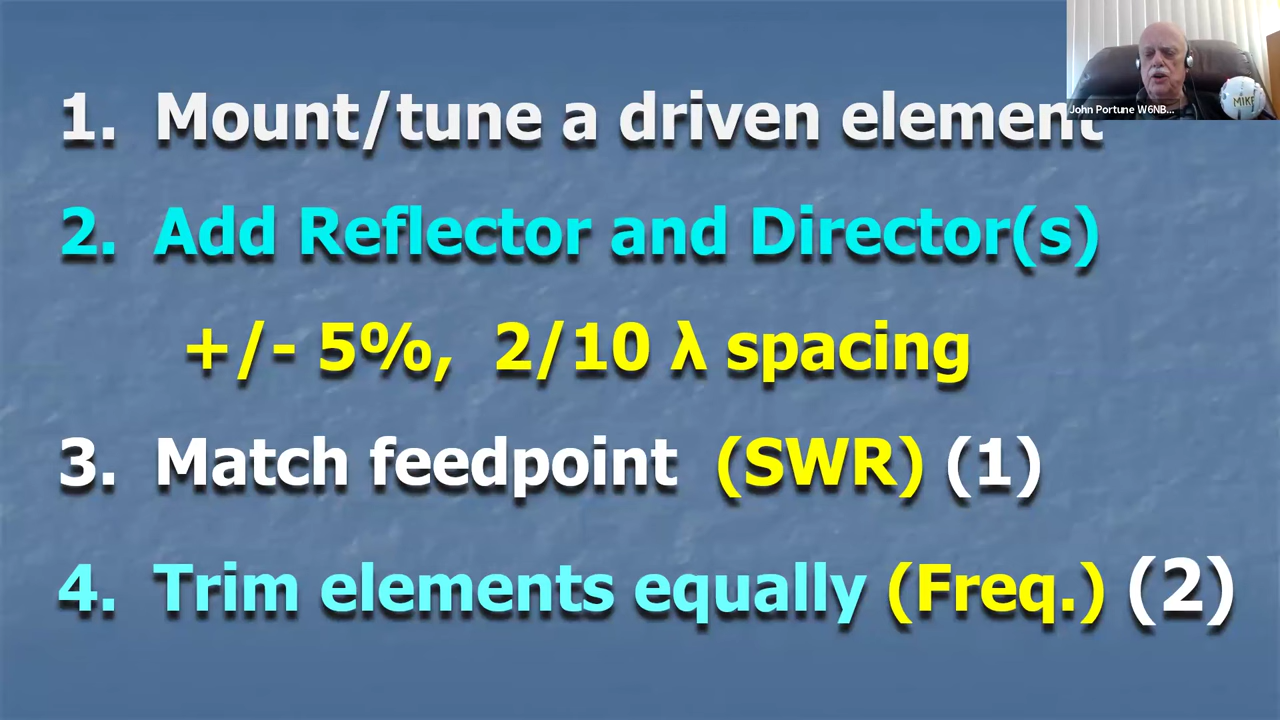 1. Mount/tune a driven element
John Portune W6NB...
MIKE
2. Add Reflector and Director(s)
+/- 5%, 2/10 λ spacing
3. Match feedpoint (SWR) (1)
4. Trim elements equally (Freq.) (2)